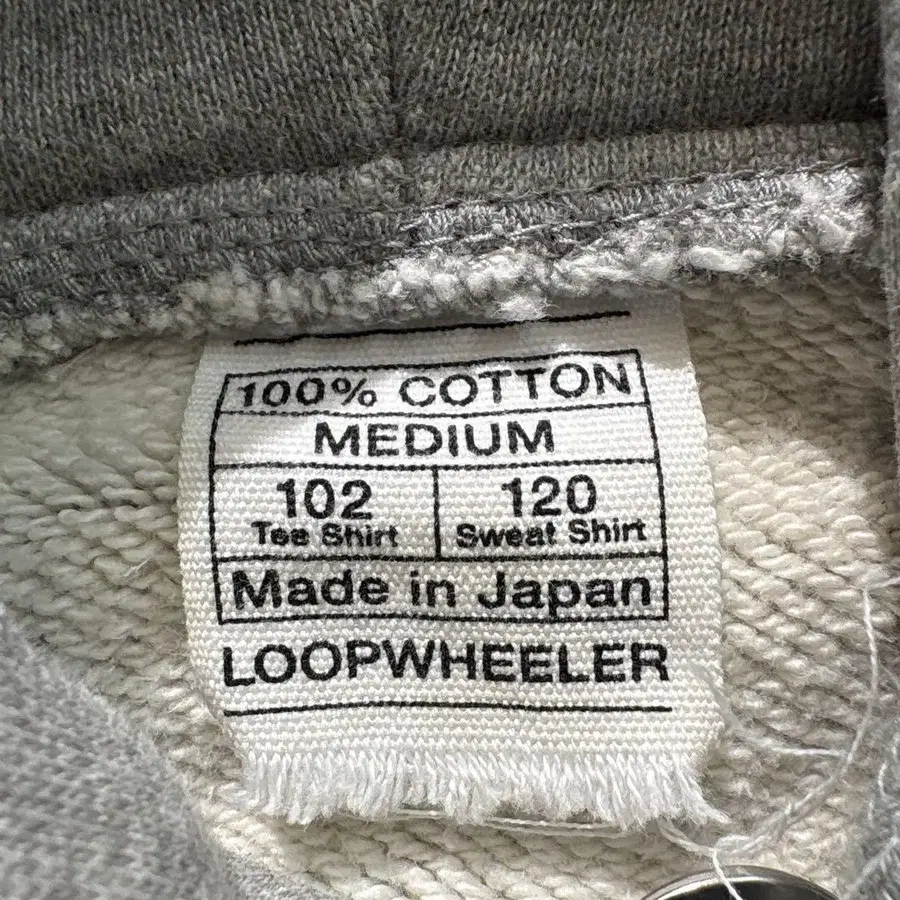 100% COTTON
MEDIUM
102 120
Tee Shirt Sweat Shirt
Made in Japan
LOOPWHEELER